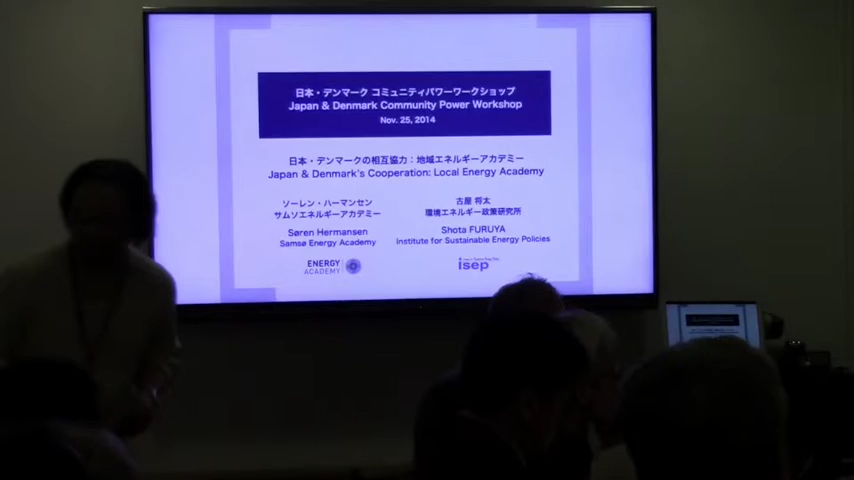 日本・デンマーク コミュニティパワーワークショップ
Japan & Denmark Community Power Workshop
Nov. 25, 2014
日本・デンマークの相互協力：地域エネルギーアカデミー
Japan & Denmark's Cooperation: Local Energy Academy
ソーレン・ハーマンセン
サムソエネルギーアカデミー
Søren Hermansen
Samsø Energy Academy
ENERGY
ACADEMY
古屋 将太
環境エネルギー政策研究所
Shota FURUYA
Institute for Sustainable Energy Policies
isep